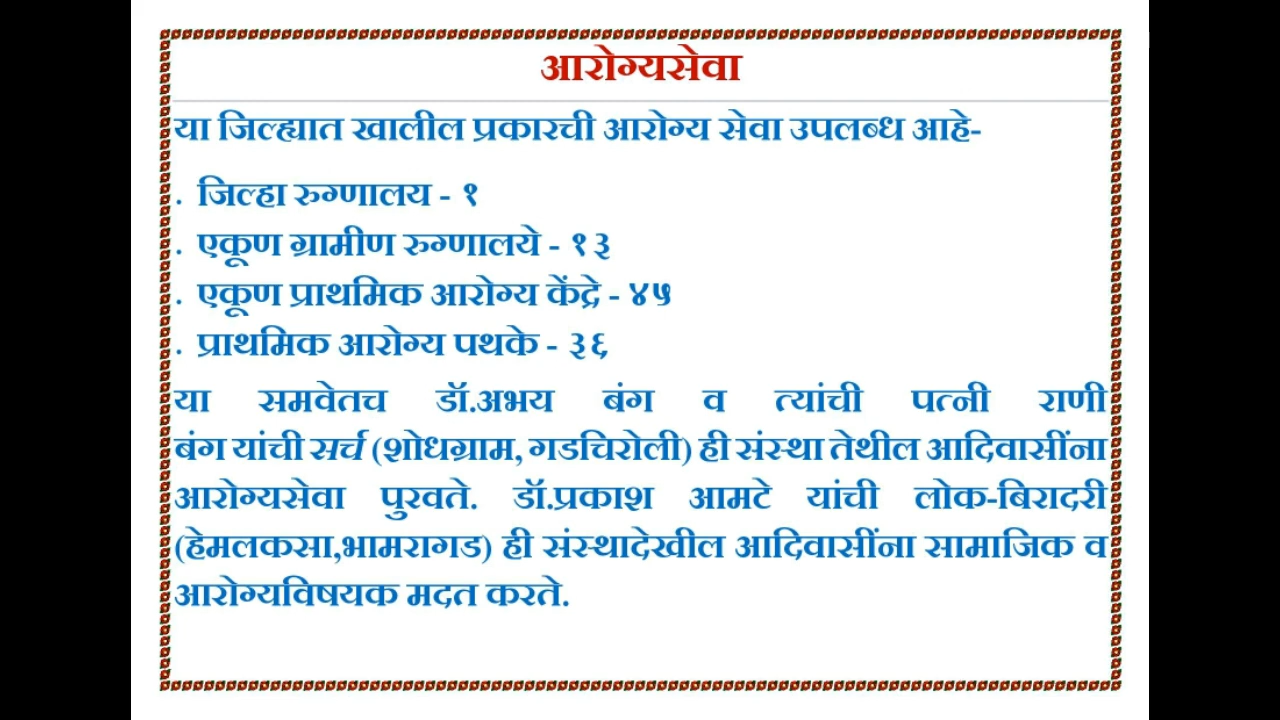 आरोग्यसेवा
या जिल्ह्यात खालील प्रकारची आरोग्य सेवा उपलब्ध आहे-
. जिल्हा रुग्णालय - १
. एकूण ग्रामीण रुग्णालये - १३
. एकूण प्राथमिक आरोग्य केंद्रे - ४५
. प्राथमिक आरोग्य पथके - ३६
या समवेतच डॉ.अभय बंग व त्यांची पत्नी राणी
बंग यांची सर्च (शोधग्राम, गडचिरोली) ही संस्था तेथील आदिवासींना
आरोग्यसेवा पुरवते. डॉ.प्रकाश आमटे यांची लोक-बिरादरी
(हेमलकसा,भामरागड) ही संस्थादेखील आदिवासींना सामाजिक व
आरोग्यविषयक मदत करते.